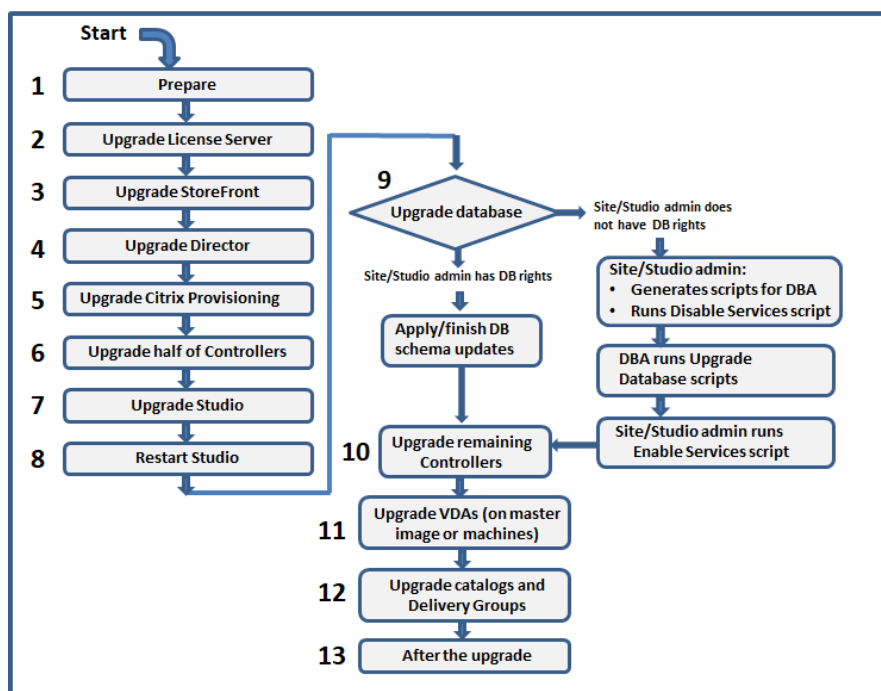 Start
1
Prepare
2
Upgrade License Server
3
Upgrade StoreFront
4
Upgrade Director
5
Upgrade Citrix Provisioning
6
Upgrade half of Controllers
7
Upgrade Studio
8
Restart Studio
9
Upgrade database
Site/Studio admin has DB rights
Apply/finish DB
schema updates
Site/Studio admin does
not have DB rights
Site/Studio admin:
• Generates scripts for DBA
• Runs Disable Services script
DBA runs Upgrade
Database scripts
Site/Studio admin runs
Enable Services script
10
Upgrade remaining
Controllers
11
Upgrade VDAs (on master
image or machines)
12
Upgrade catalogs and
Delivery Groups
13
After the upgrade